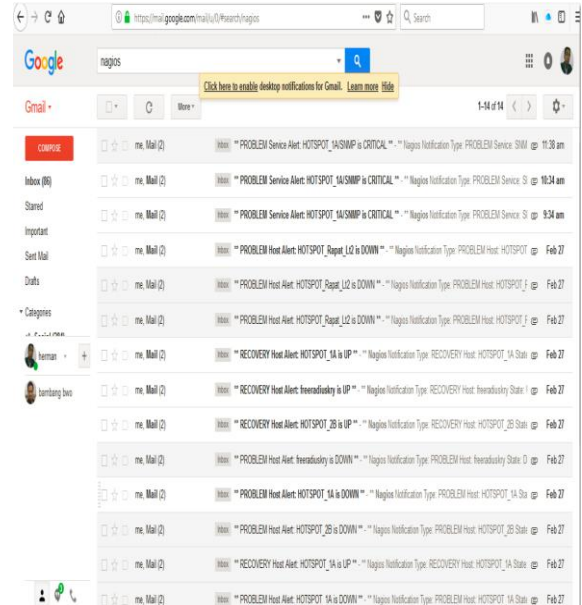 https://mail.google.com/mail/u/0/#search/nagios
Search
Google
nagios
Click here to enable desktop notifications for Gmail. Learn more Hide
Gmail
More
1–14 of 14
COMPOSE
Inbox (86)
Starred
Important
Sent Mail
Drafts
Categories
herman
bambang two
me, Mail (2) Inbox ** PROBLEM Service Alert: HOTSPOT_1A/SNMP is CRITICAL ** - ** Nagios Notification Type: PROBLEM Service: SNM 11:38 am
me, Mail (2) Inbox ** PROBLEM Service Alert: HOTSPOT_1A/SNMP is CRITICAL ** - ** Nagios Notification Type: PROBLEM Service: S 10:34 am
me, Mail (2) Inbox ** PROBLEM Service Alert: HOTSPOT_1A/SNMP is CRITICAL ** - ** Nagios Notification Type: PROBLEM Service: S 9:34 am
me, Mail (2) Inbox ** PROBLEM Host Alert: HOTSPOT_Rapat_Lt2 is DOWN ** - ** Nagios Notification Type: PROBLEM Host: HOTSPOT Feb 27
me, Mail (2) Inbox ** PROBLEM Host Alert: HOTSPOT_Rapat_Lt2 is DOWN ** - ** Nagios Notification Type: PROBLEM Host: HOTSPOT_F Feb 27
me, Mail (2) Inbox ** PROBLEM Host Alert: HOTSPOT_Rapat_Lt2 is DOWN ** - ** Nagios Notification Type: PROBLEM Host: HOTSPOT_F Feb 27
me, Mail (2) Inbox ** RECOVERY Host Alert: HOTSPOT_1A is UP ** - ** Nagios Notification Type: RECOVERY Host: HOTSPOT_1A State Feb 27
me, Mail (2) Inbox ** RECOVERY Host Alert: freeradiuskry is UP ** - ** Nagios Notification Type: RECOVERY Host: freeradiuskry State: Feb 27
me, Mail (2) Inbox ** RECOVERY Host Alert: HOTSPOT_2B is UP ** - ** Nagios Notification Type: RECOVERY Host: HOTSPOT_2B State Feb 27
me, Mail (2) Inbox ** PROBLEM Host Alert: freeradiuskry is DOWN ** - ** Nagios Notification Type: PROBLEM Host: freeradiuskry State: D Feb 27
me, Mail (2) Inbox ** PROBLEM Host Alert: HOTSPOT_1A is DOWN ** - ** Nagios Notification Type: PROBLEM Host: HOTSPOT_1A Sta Feb 27
me, Mail (2) Inbox ** PROBLEM Host Alert: HOTSPOT_2B is DOWN ** - ** Nagios Notification Type: PROBLEM Host: HOTSPOT_2B State Feb 27
me, Mail (2) Inbox ** RECOVERY Host Alert: HOTSPOT_1A is UP ** - ** Nagios Notification Type: RECOVERY Host: HOTSPOT_1A State: Feb 27
me, Mail (2) Inbox ** PROBLEM Host Alert: HOTSPOT_1A is DOWN ** - ** Nagios Notification Type: PROBLEM Host: HOTSPOT_1A State Feb 27